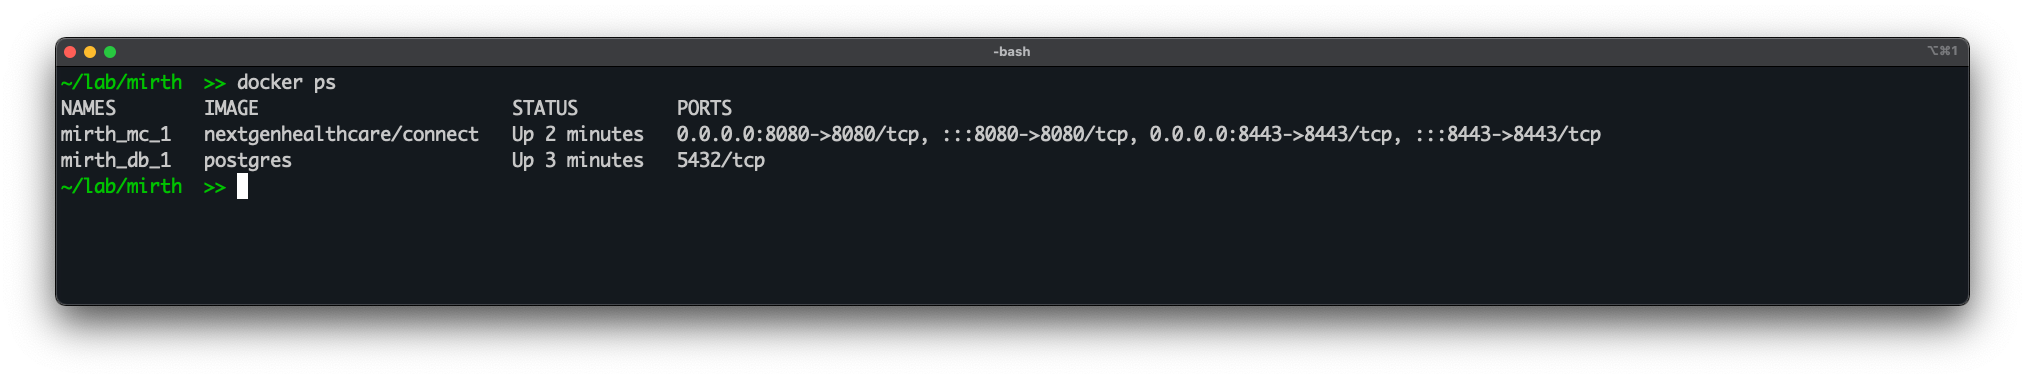 -bash
⌥⌘1
~/lab/mirth  >> docker ps
NAMES        IMAGE                       STATUS         PORTS
mirth_mc_1   nextgenhealthcare/connect   Up 2 minutes   0.0.0.0:8080->8080/tcp, :::8080->8080/tcp, 0.0.0.0:8443->8443/tcp, :::8443->8443/tcp
mirth_db_1   postgres                    Up 3 minutes   5432/tcp
~/lab/mirth  >>